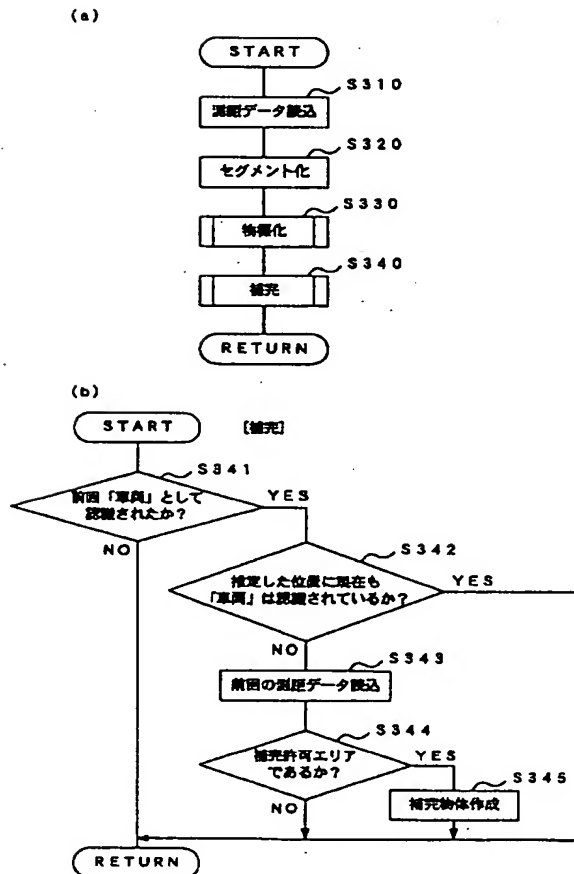 (a)
START
S310
測距データ読込
S320
セグメント化
S330
物標化
S340
補充
RETURN
(b)
START
[補充]
S341
前回「車両」として
認識されたか？
YES
NO
S342
推定した位置に現在も
「車両」は認識されているか？
YES
NO
S343
前回の測距データ読込
S344
補充許可エリア
であるか？
YES
NO
S345
補充物体作成
RETURN